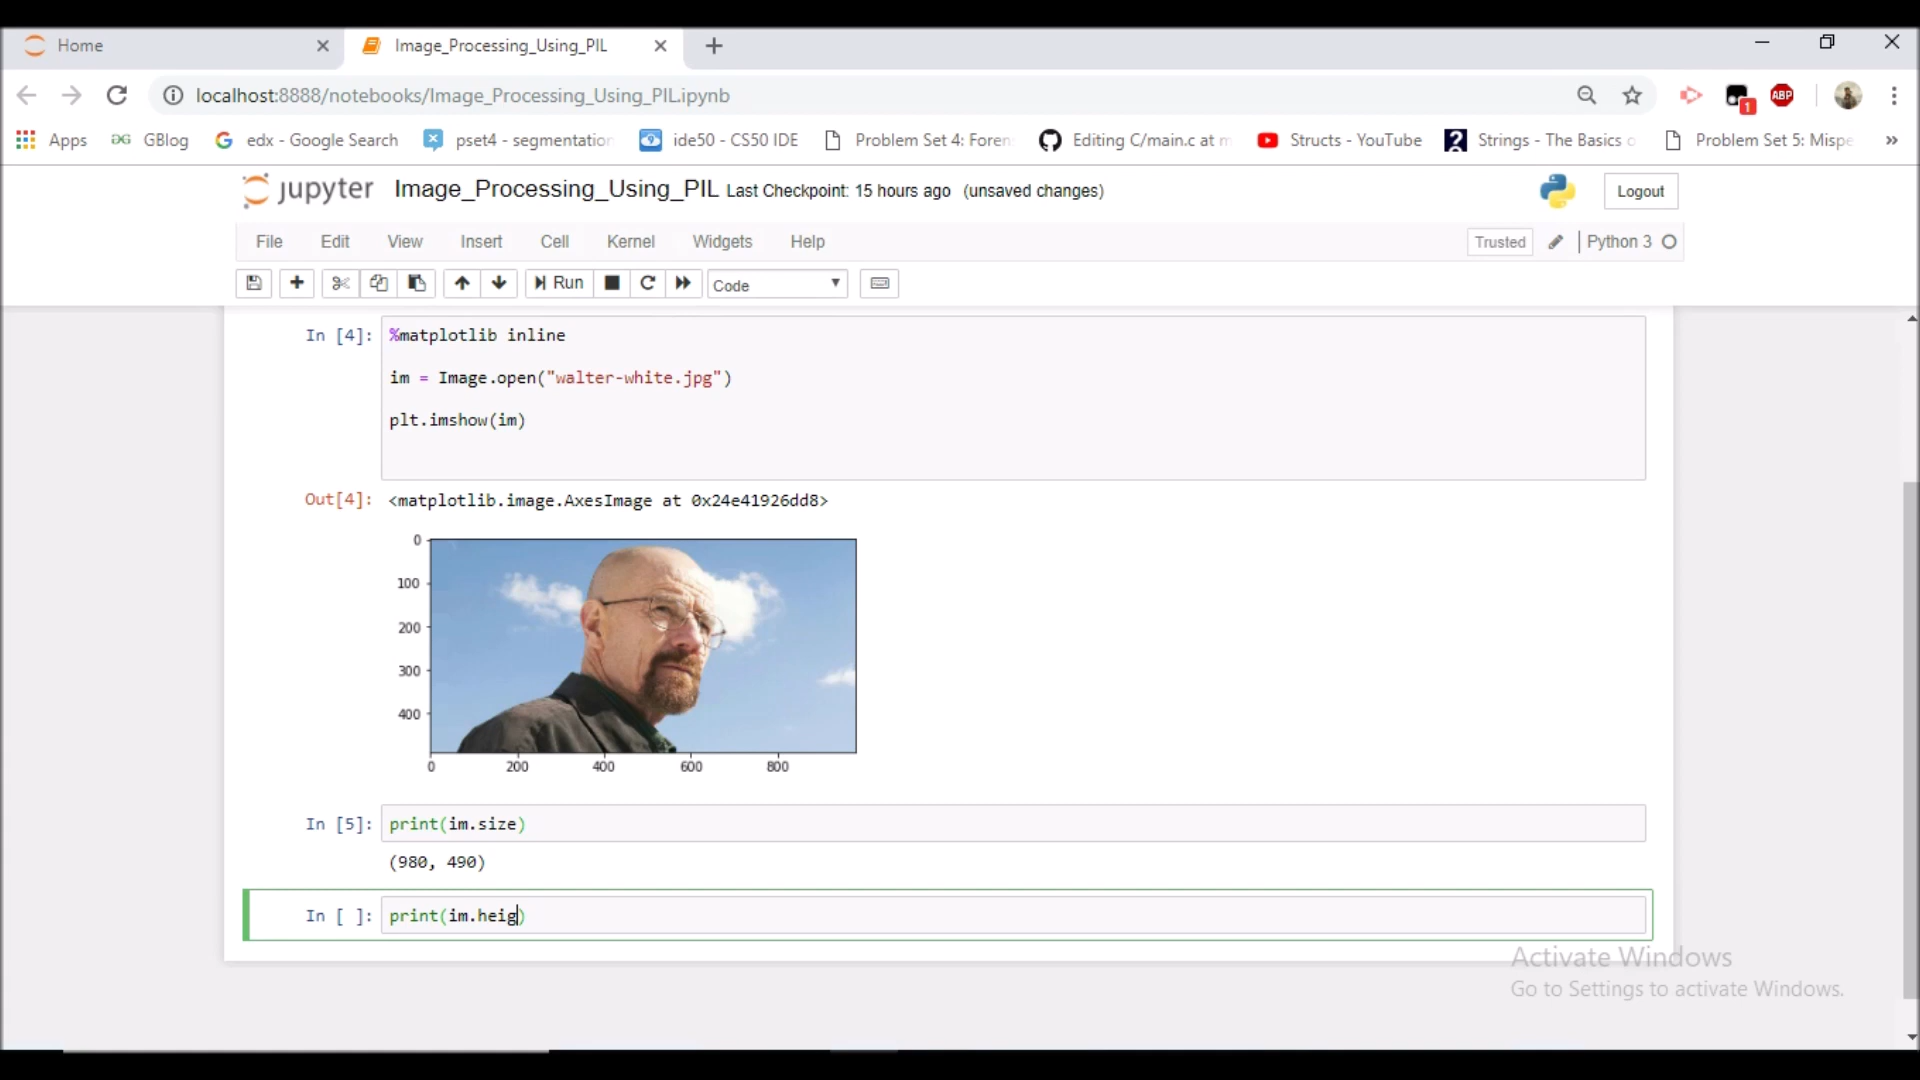 Home
Image_Processing_Using_PIL
localhost:8888/notebooks/Image_Processing_Using_PIL.ipynb
1
ABP
Apps
GBlog
edx - Google Search
pset4 - segmentation
ide50 - CS50 IDE
Problem Set 4: Foren
Editing C/main.c at m
Structs - YouTube
Strings - The Basics o
Problem Set 5: Mispe
»
jupyter
Image_Processing_Using_PIL Last Checkpoint: 15 hours ago (unsaved changes)
Logout
File
Edit
View
Insert
Cell
Kernel
Widgets
Help
Trusted
Python 3
Run
Code
In [4]:
%matplotlib inline
im = Image.open("walter-white.jpg")
plt.imshow(im)
Out[4]:
<matplotlib.image.AxesImage at 0x24e41926dd8>
0
100
200
300
400
0
200
400
600
800
In [5]:
print(im.size)
(980, 490)
In [ ]:
print(im.heig)
Activate Windows
Go to Settings to activate Windows.